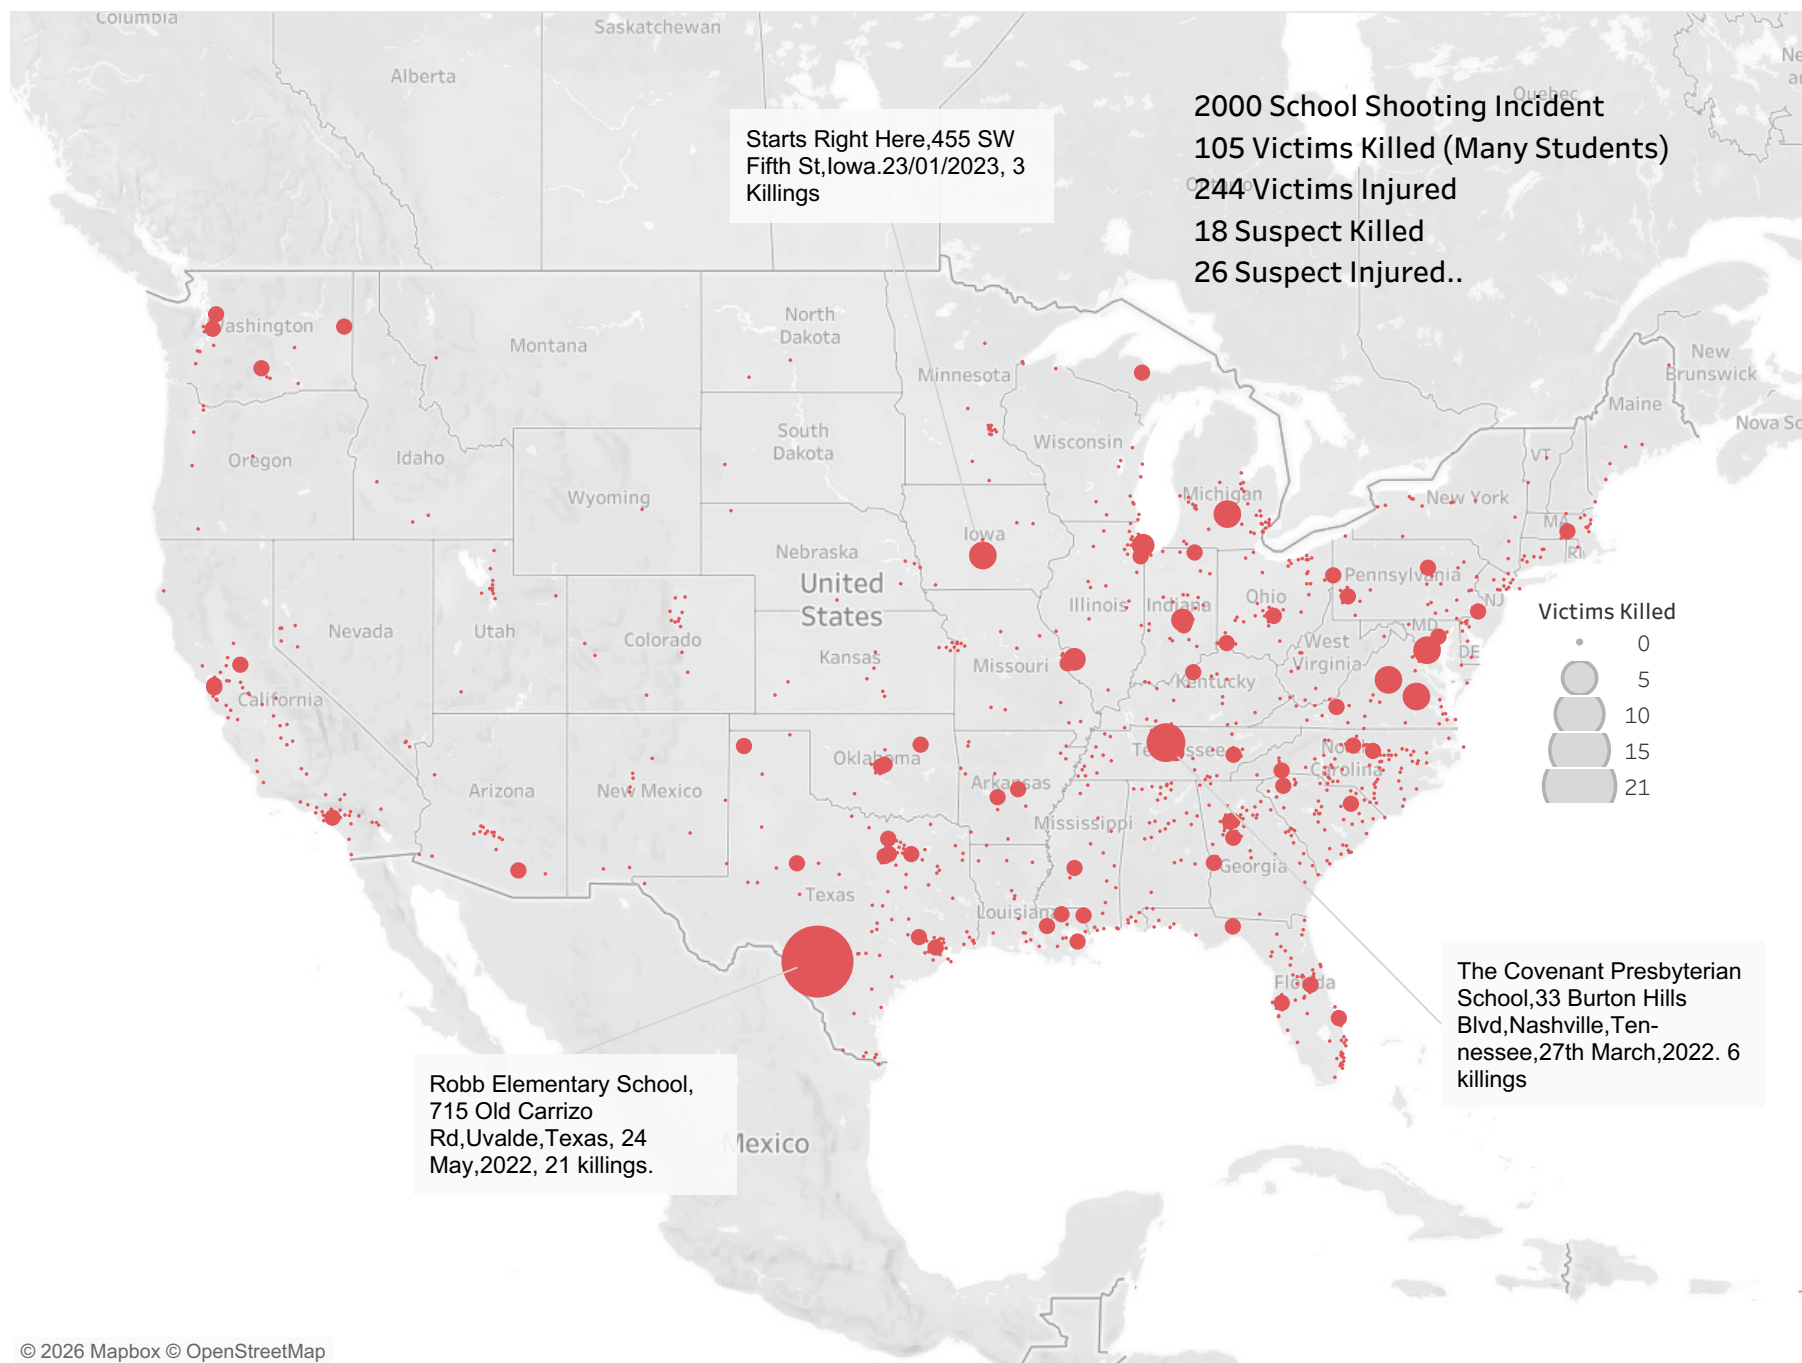 Columbia
Saskatchewan
Alberta
Ne
Quebec
2000 School Shooting Incident
105 Victims Killed (Many Students)
244 Victims Injured
18 Suspect Killed
26 Suspect Injured..
Starts Right Here,455 SW
Fifth St,Iowa.23/01/2023, 3
Killings
Washington
North
Dakota
Montana
Minnesota
New
Brunswick
Maine
Nova Sc
South
Dakota
Wisconsin
Oregon
Idaho
VT
Wyoming
Michigan
New York
MA
Iowa
Nebraska
RI
United
States
Pennsylvania
Illinois
Indiana
Ohio
NJ
Victims Killed
0
5
10
15
21
Nevada
Utah
Colorado
West
Virginia
MD
DE
Kansas
Missouri
Kentucky
California
Oklahoma
Tennessee
North
Carolina
Arizona
New Mexico
Arkansas
Mississippi
Georgia
Texas
Louisiana
Florida
The Covenant Presbyterian
School,33 Burton Hills
Blvd,Nashville,Ten-
nessee,27th March,2022. 6
killings
Robb Elementary School,
715 Old Carrizo
Rd,Uvalde,Texas, 24
May,2022, 21 killings.
Mexico
© 2026 Mapbox © OpenStreetMap